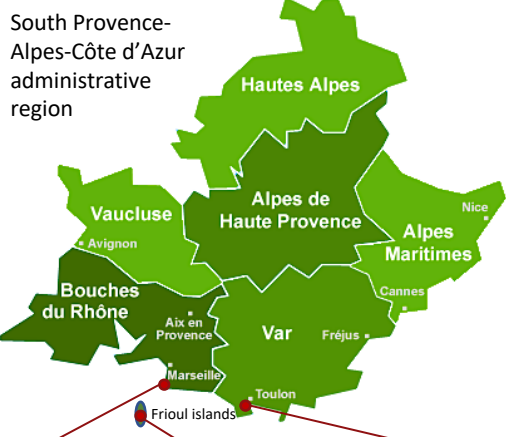 South Provence-
Alpes-Côte d’Azur
administrative
region
Hautes Alpes
Alpes de
Haute Provence
Vaucluse
Avignon
Nice
Alpes
Maritimes
Cannes
Bouches
du Rhône
Aix en
Provence
Var
Fréjus
Marseille
Toulon
Frioul islands